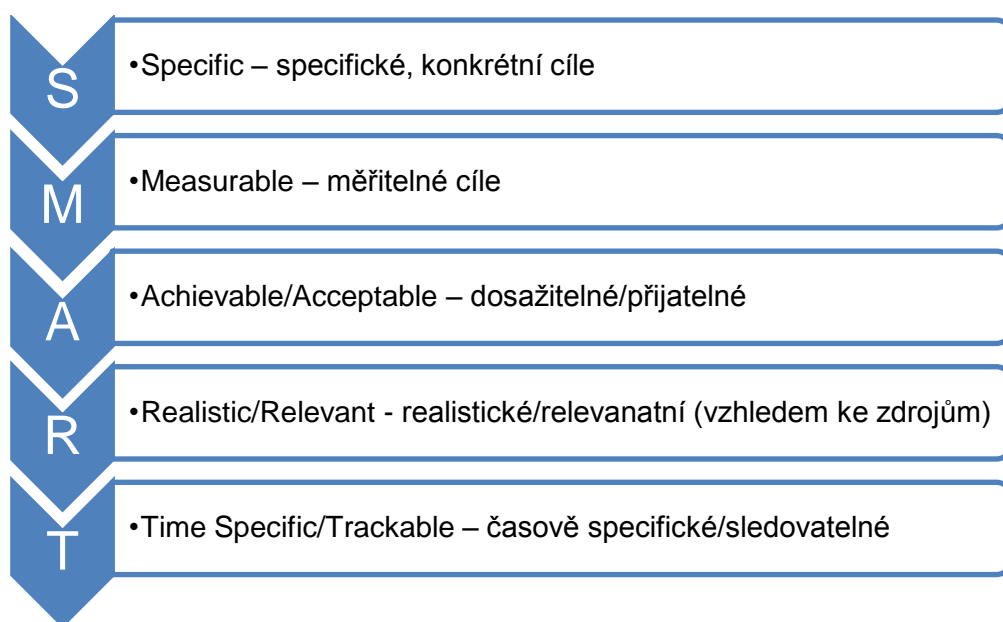 S
•Specific – specifické, konkrétní cíle
M
•Measurable – měřitelné cíle
A
•Achievable/Acceptable – dosažitelné/přijatelné
R
•Realistic/Relevant - realistické/relevanatní (vzhledem ke zdrojům)
T
•Time Specific/Trackable – časově specifické/sledovatelné